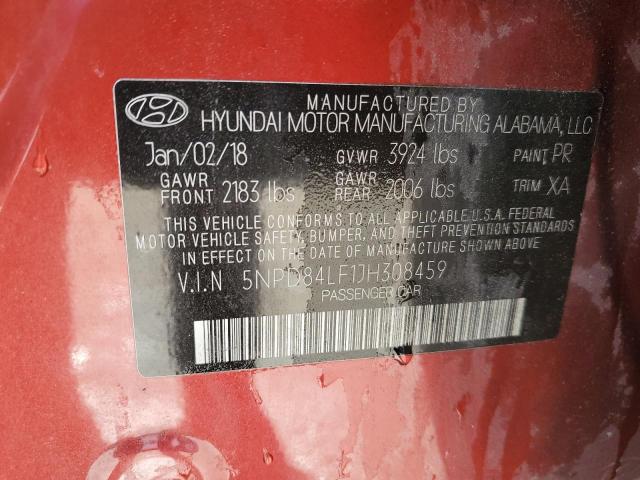 MANUFACTURED BY
HYUNDAI MOTOR MANUFACTURING ALABAMA, LLC
Jan/02/18 GVWR 3924 lbs PAINT PR
GAWR FRONT 2183 lbs GAWR REAR 2006 lbs TRIM XA
THIS VEHICLE CONFORMS TO ALL APPLICABLE U.S.A. FEDERAL
MOTOR VEHICLE SAFETY, BUMPER, AND THEFT PREVENTION STANDARDS
IN EFFECT ON THE DATE OF MANUFACTURE SHOWN ABOVE.
V.I.N 5NPD84LF1JH308459
PASSENGER CAR